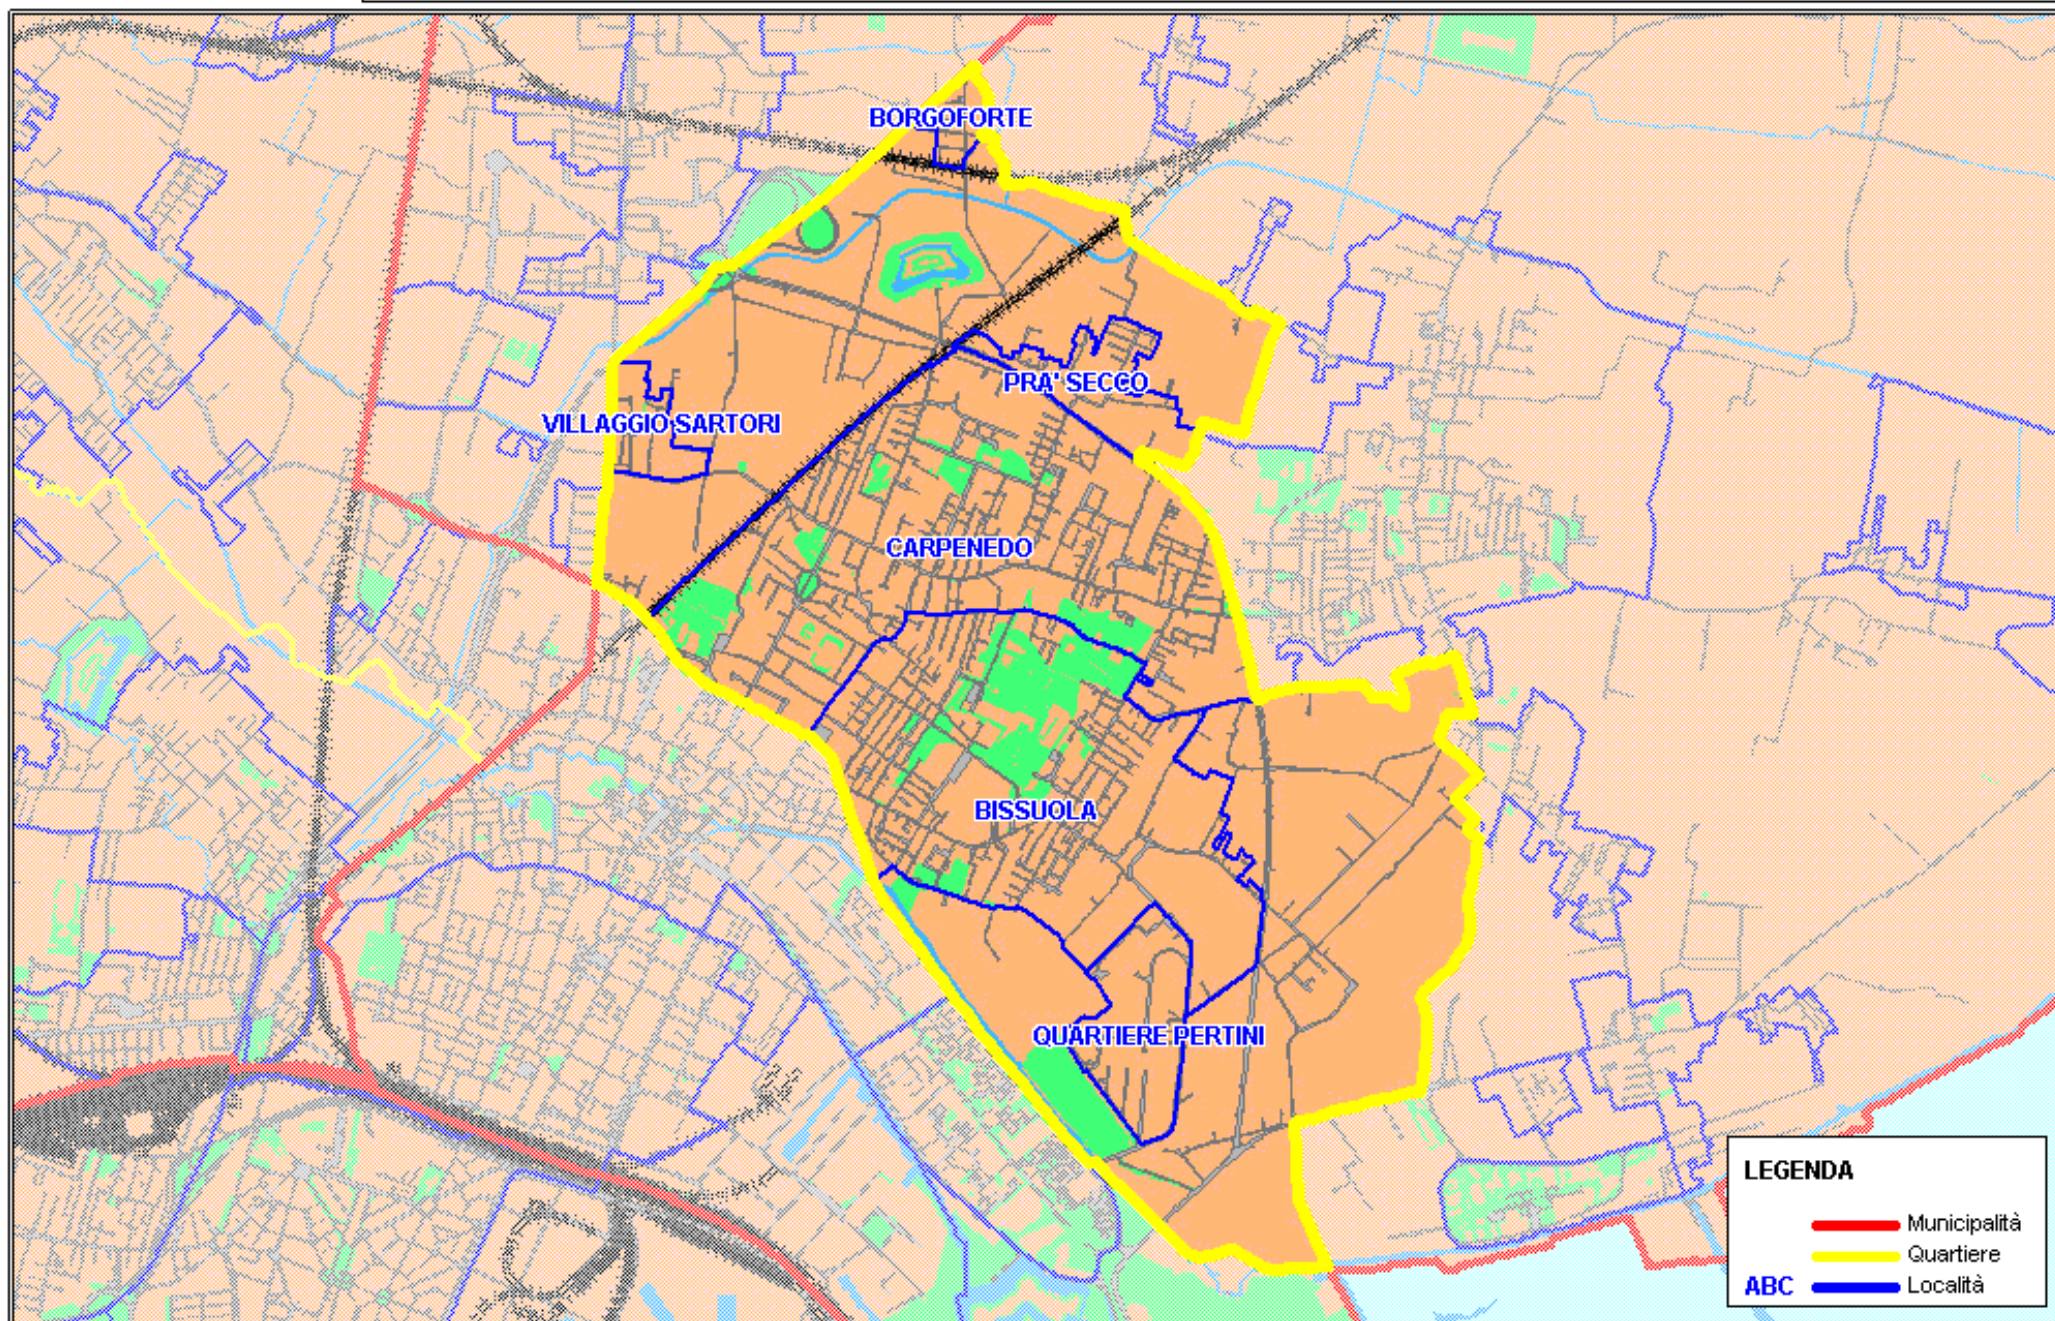 BORGOFORTE
PRA' SECCO
VILLAGGIO SARTORI
CARPENEDO
BISSUOLA
QUARTIERE PERTINI
LEGENDA
Municipalità
Quartiere
ABC Località